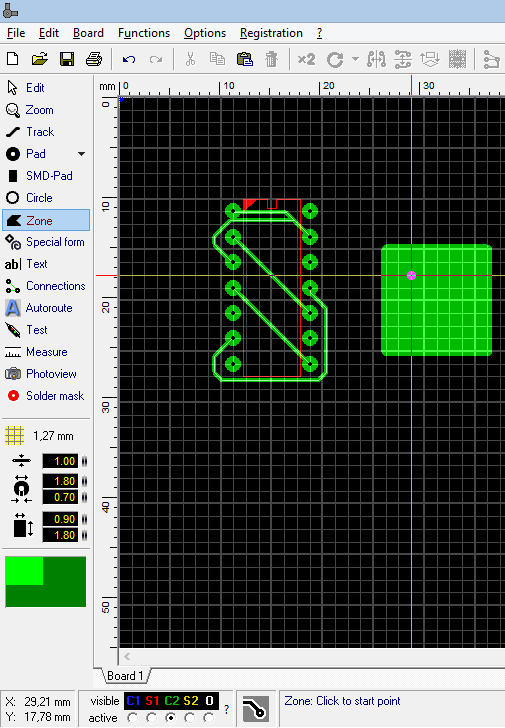 File Edit Board Functions Options Registration ?
×2
mm 0 10 20 30
Edit
Zoom
Track
Pad
SMD-Pad
Circle
Zone
Special form
ab| Text
Connections
Autoroute
Test
Measure
Photoview
Solder mask
1,27 mm
1.00
1.80
0.70
0.90
1.80
0
10
20
30
40
50
Board 1
X: 29,21 mm
Y: 17,78 mm
visible C1 S1 C2 S2 O
active
?
Zone: Click to start point